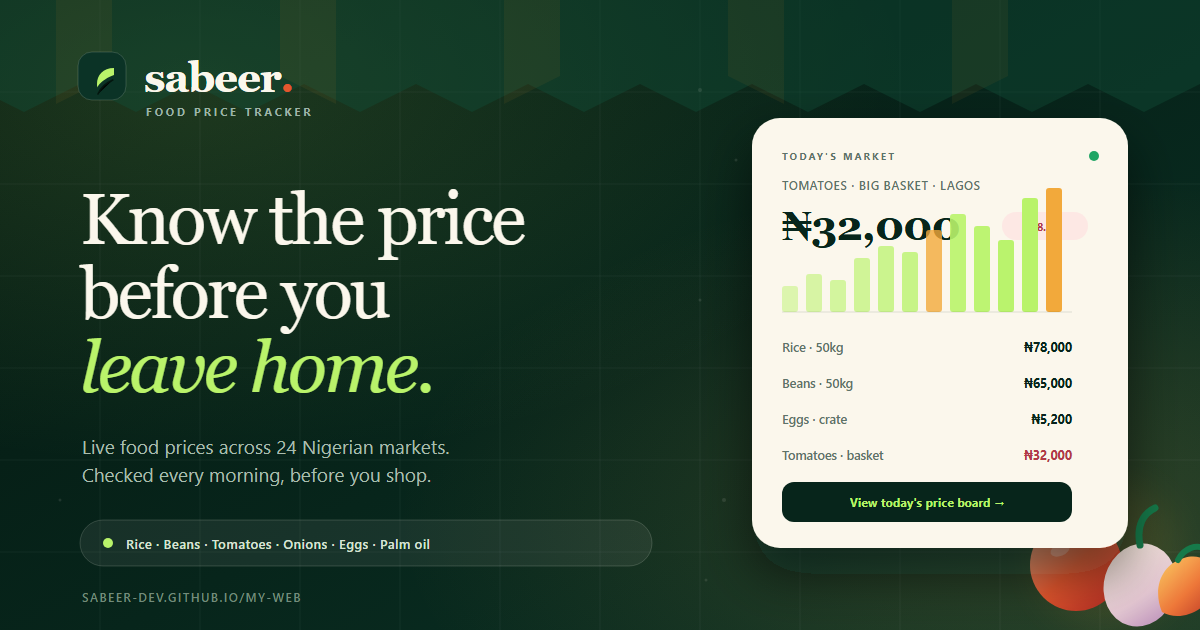 sabeer.
FOOD PRICE TRACKER
Know the price
before you
leave home.
Live food prices across 24 Nigerian markets.
Checked every morning, before you shop.
Rice · Beans · Tomatoes · Onions · Eggs · Palm oil
SABEER-DEV.GITHUB.IO/MY-WEB
TODAY'S MARKET
TOMATOES · BIG BASKET · LAGOS
₦32,000
Rice · 50kg ₦78,000
Beans · 50kg ₦65,000
Eggs · crate ₦5,200
Tomatoes · basket ₦32,000
View today's price board →